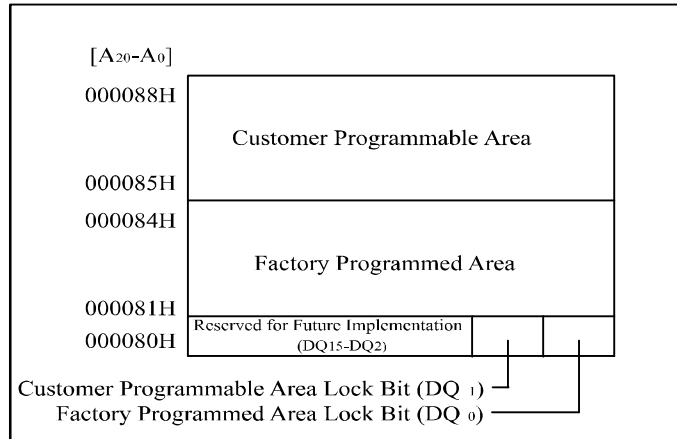 [A20-A0]
000088H
Customer Programmable Area
000085H
000084H
Factory Programmed Area
000081H
Reserved for Future Implementation
(DQ15-DQ2)
000080H
Customer Programmable Area Lock Bit (DQ 1)
Factory Programmed Area Lock Bit (DQ 0)